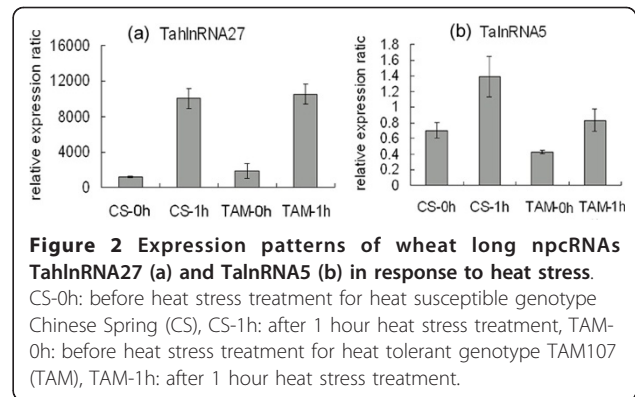 (a) TahlnRNA27
(b) TalnRNA5
relative expression ratic
16000
12000
8000
4000
0
CS-0h CS-1h TAM-0h TAM-1h
relative expression ratic
1.8
1.6
1.4
1.2
1
0.8
0.6
0.4
0.2
0
CS-0h CS-1h TAM-0h TAM-1h
Figure 2 Expression patterns of wheat long npcRNAs
TahlnRNA27 (a) and TalnRNA5 (b) in response to heat stress.
CS-0h: before heat stress treatment for heat susceptible genotype
Chinese Spring (CS), CS-1h: after 1 hour heat stress treatment, TAM-
0h: before heat stress treatment for heat tolerant genotype TAM107
(TAM), TAM-1h: after 1 hour heat stress treatment.